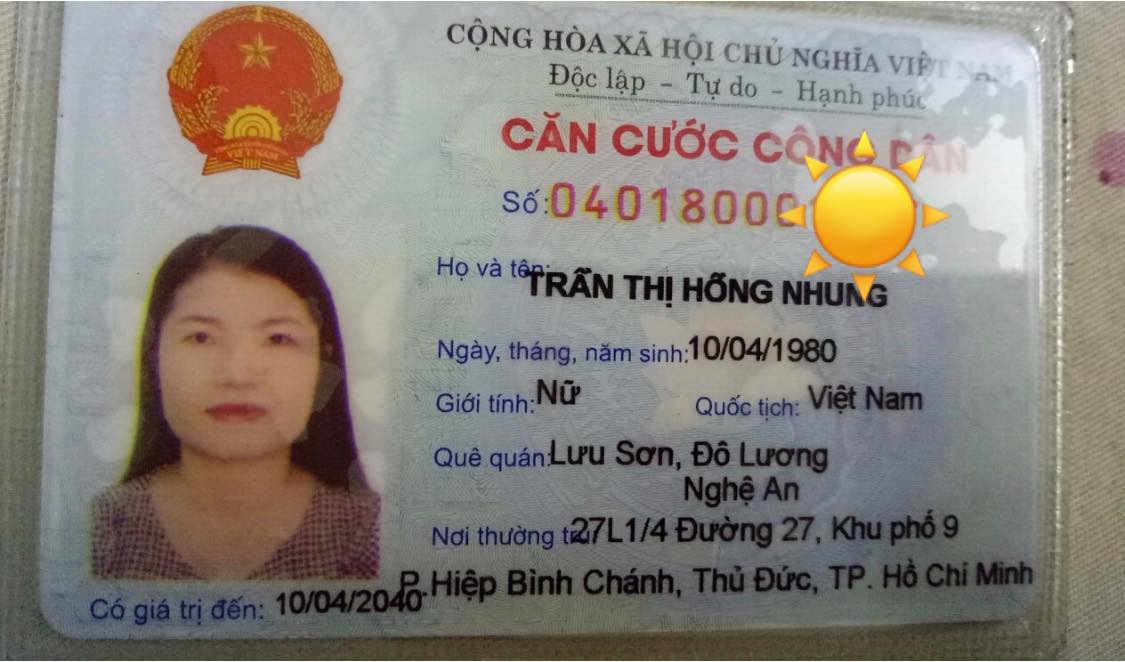 CỘNG HÒA XÃ HỘI CHỦ NGHĨA VIỆT NAM
Độc lập - Tự do - Hạnh phúc
CĂN CƯỚC CÔNG DÂN
VIỆT NAM
Số: 04018000
Họ và tên:
TRẦN THỊ HỒNG NHUNG
Ngày, tháng, năm sinh: 10/04/1980
Giới tính: Nữ Quốc tịch: Việt Nam
Quê quán: Lưu Sơn, Đô Lương
Nghệ An
Nơi thường trú: 27L1/4 Đường 27, Khu phố 9
P. Hiệp Bình Chánh, Thủ Đức, TP. Hồ Chí Minh
Có giá trị đến: 10/04/2040